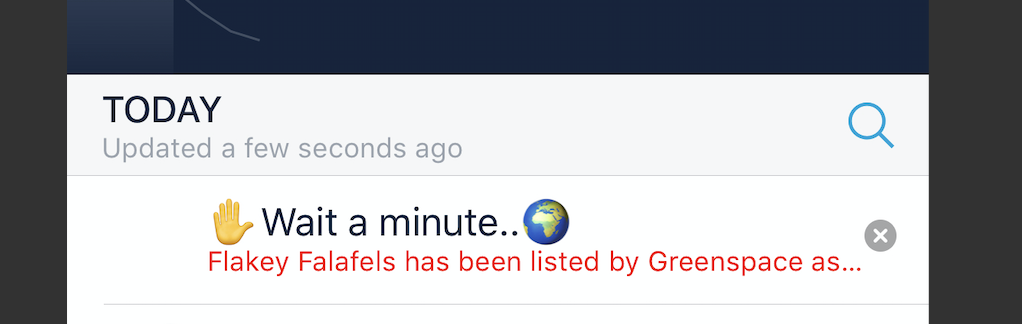 TODAY
Updated a few seconds ago
✋Wait a minute..🌍
Flakey Falafels has been listed by Greenspace as...